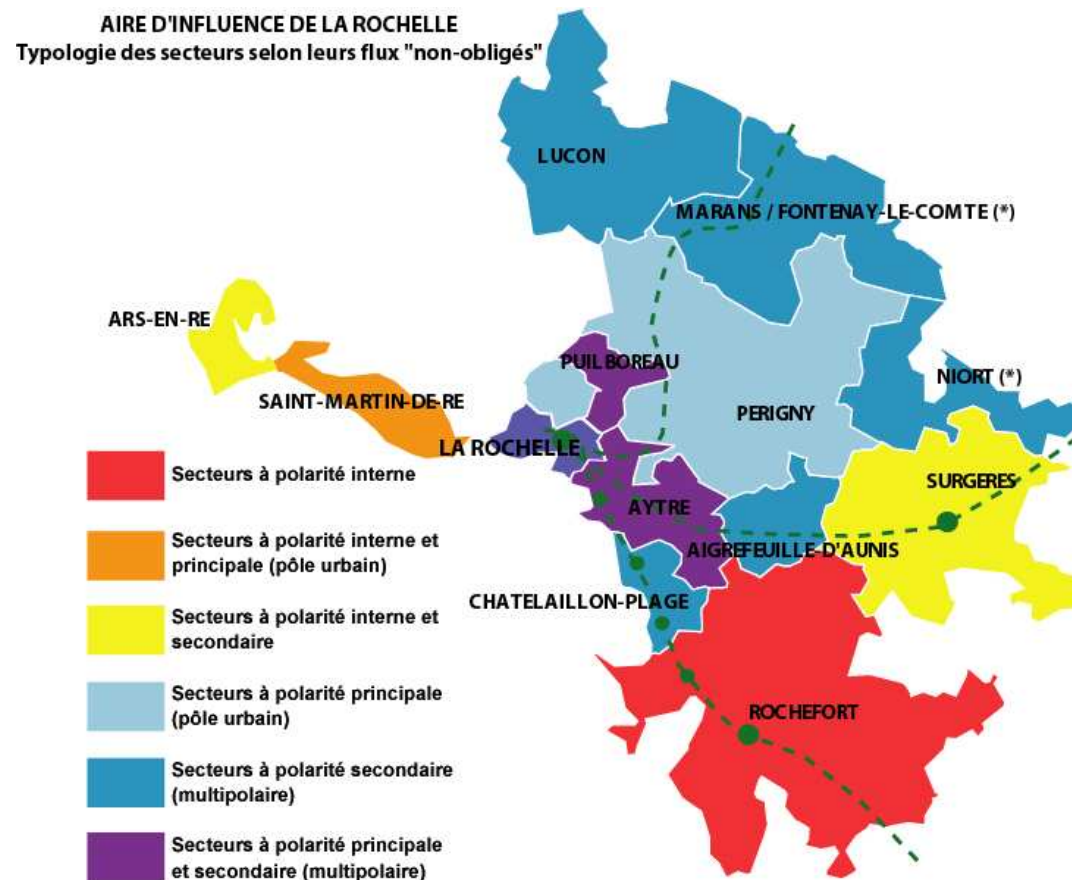 AIRE D'INFLUENCE DE LA ROCHELLE
Typologie des secteurs selon leurs flux "non-obligés"
LUCON
MARANS / FONTENAY-LE-COMTE (*)
ARS-EN-RE
PUILBOREAU
NIORT (*)
SAINT-MARTIN-DE-RE
PERIGNY
LA ROCHELLE
SURGERES
AYTRE
AIGREFEUILLE-D'AUNIS
CHATELAILLON-PLAGE
ROCHEFORT
Secteurs à polarité interne
Secteurs à polarité interne et
principale (pôle urbain)
Secteurs à polarité interne et
secondaire
Secteurs à polarité principale
(pôle urbain)
Secteurs à polarité secondaire
(multipolaire)
Secteurs à polarité principale
et secondaire (multipolaire)